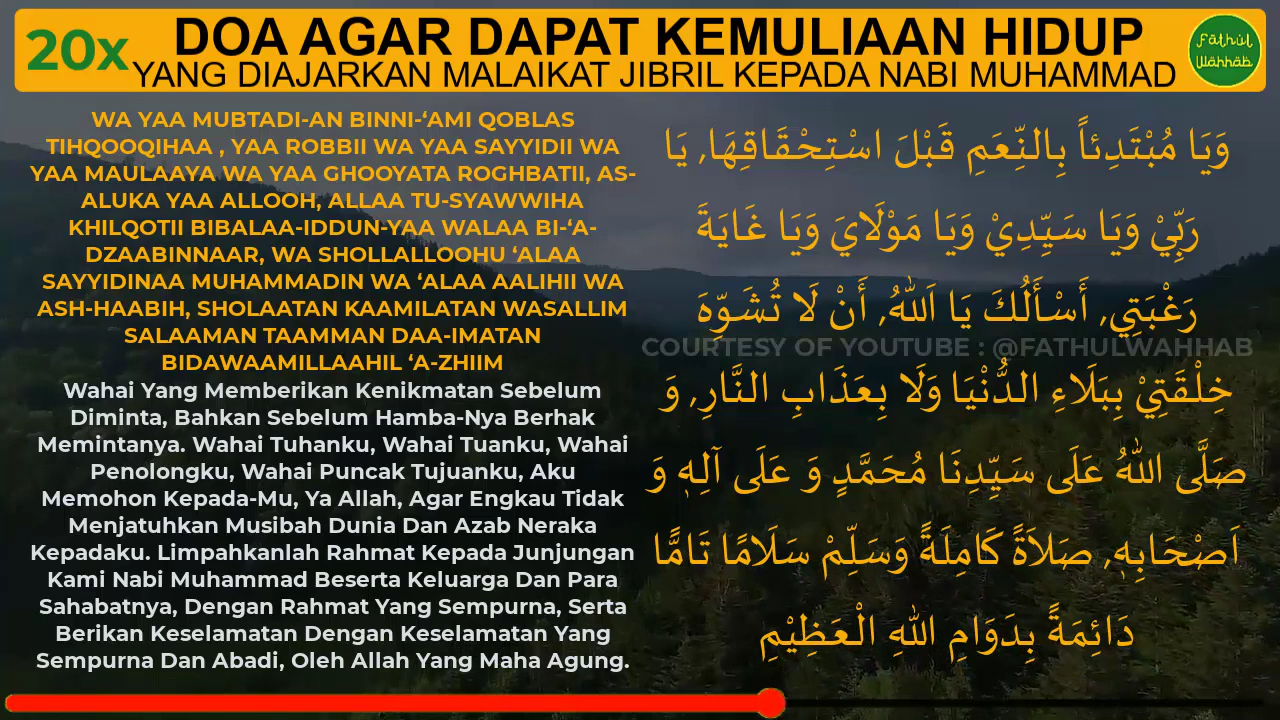 20x
DOA AGAR DAPAT KEMULIAAN HIDUP
YANG DIAJARKAN MALAIKAT JIBRIL KEPADA NABI MUHAMMAD
Fathul
Wahhab
WA YAA MUBTADI-AN BINNI-‘AMI QOBLAS
TIHQOOQIHAA , YAA ROBBII WA YAA SAYYIDII WA
YAA MAULAAYA WA YAA GHOOYATA ROGHBATII, AS-
ALUKA YAA ALLOOH, ALLAA TU-SYAWWIHA
KHILQOTII BIBALAA-IDDUN-YAA WALAA BI-‘A-
DZAABINNAAR, WA SHOLLALLOOHU ‘ALAA
SAYYIDINAA MUHAMMADIN WA ‘ALAA AALIHII WA
ASH-HAABIH, SHOLAATAN KAAMILATAN WASALLIM
SALAAMAN TAAMMAN DAA-IMATAN
BIDAWAAMILLAAHIL ‘A-ZHIIM
Wahai Yang Memberikan Kenikmatan Sebelum
Diminta, Bahkan Sebelum Hamba-Nya Berhak
Memintanya. Wahai Tuhanku, Wahai Tuanku, Wahai
Penolongku, Wahai Puncak Tujuanku, Aku
Memohon Kepada-Mu, Ya Allah, Agar Engkau Tidak
Menjatuhkan Musibah Dunia Dan Azab Neraka
Kepadaku. Limpahkanlah Rahmat Kepada Junjungan
Kami Nabi Muhammad Beserta Keluarga Dan Para
Sahabatnya, Dengan Rahmat Yang Sempurna, Serta
Berikan Keselamatan Dengan Keselamatan Yang
Sempurna Dan Abadi, Oleh Allah Yang Maha Agung.
وَيَا مُبْتَدِئاً بِالنِّعَمِ قَبْلَ اسْتِحْقَاقِهَا, يَا
رَبِّيْ وَيَا سَيِّدِيْ وَيَا مَوْلَايَ وَيَا غَايَةَ
رَغْبَتِي, أَسْأَلُكَ يَا اَللهُ, أَنْ لَا تُشَوِّهَ
COURTESY OF YOUTUBE : @FATHULWAHHAB
خِلْقَتِيْ بِبَلَاءِ الدُّنْيَا وَلَا بِعَذَابِ النَّارِ, وَ
صَلَّى اللهُ عَلَى سَيِّدِنَا مُحَمَّدٍ وَ عَلَى آلِهٖ وَ
اَصْحَابِهٖ, صَلاَةً كَامِلَةً وَسَلِّمْ سَلَامًا تَامًّا
دَائِمَةً بِدَوَامِ اللهِ الْعَظِيْمِ